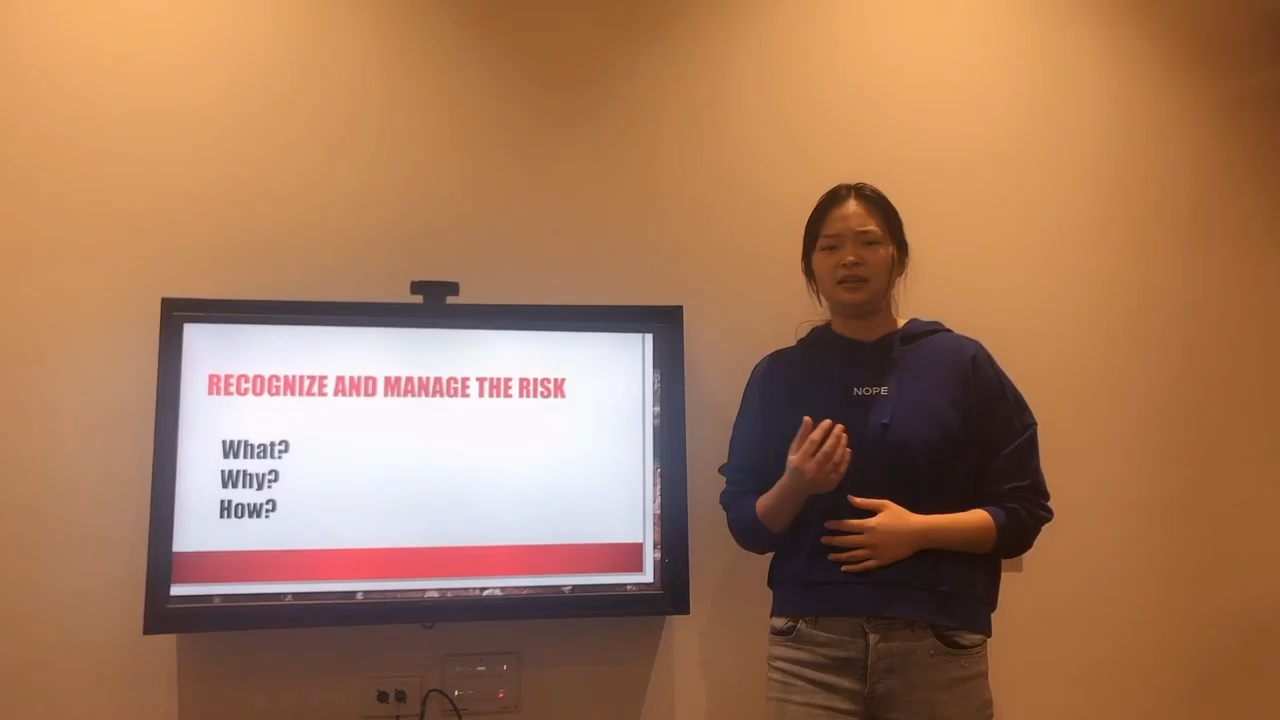 RECOGNIZE AND MANAGE THE RISK
What?
Why?
How?
NOPE